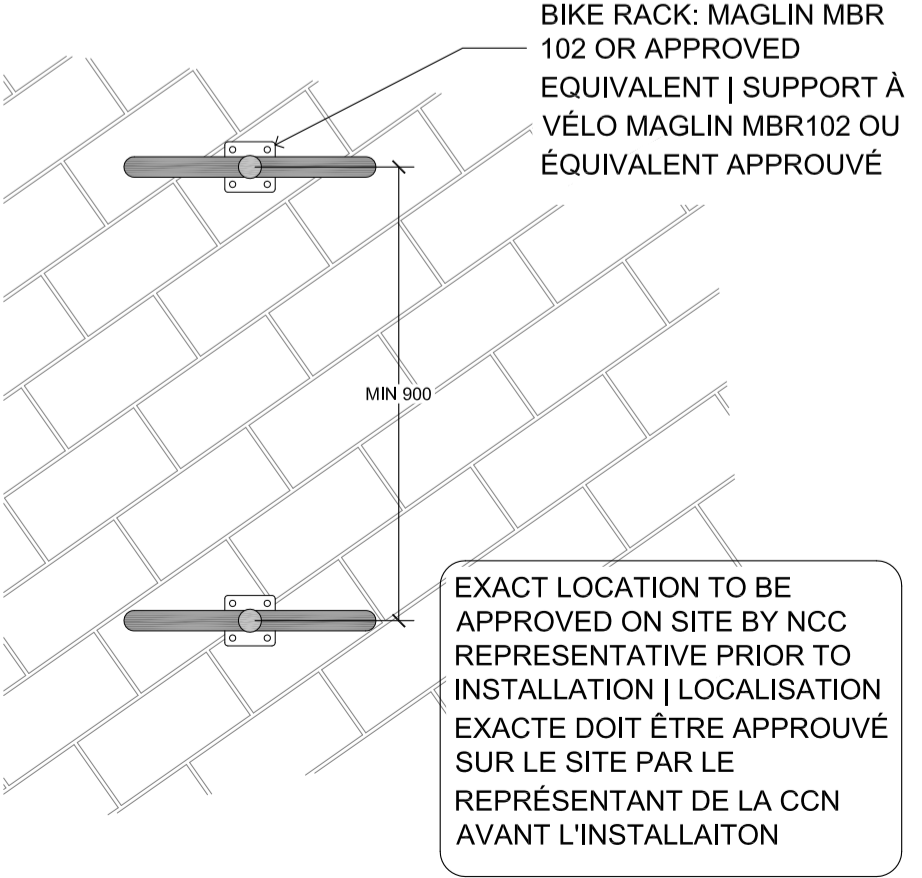 BIKE RACK: MAGLIN MBR
102 OR APPROVED
EQUIVALENT | SUPPORT À
VÉLO MAGLIN MBR102 OU
ÉQUIVALENT APPROUVÉ
MIN 900
EXACT LOCATION TO BE
APPROVED ON SITE BY NCC
REPRESENTATIVE PRIOR TO
INSTALLATION | LOCALISATION
EXACTE DOIT ÊTRE APPROUVÉ
SUR LE SITE PAR LE
REPRÉSENTANT DE LA CCN
AVANT L'INSTALLAITON